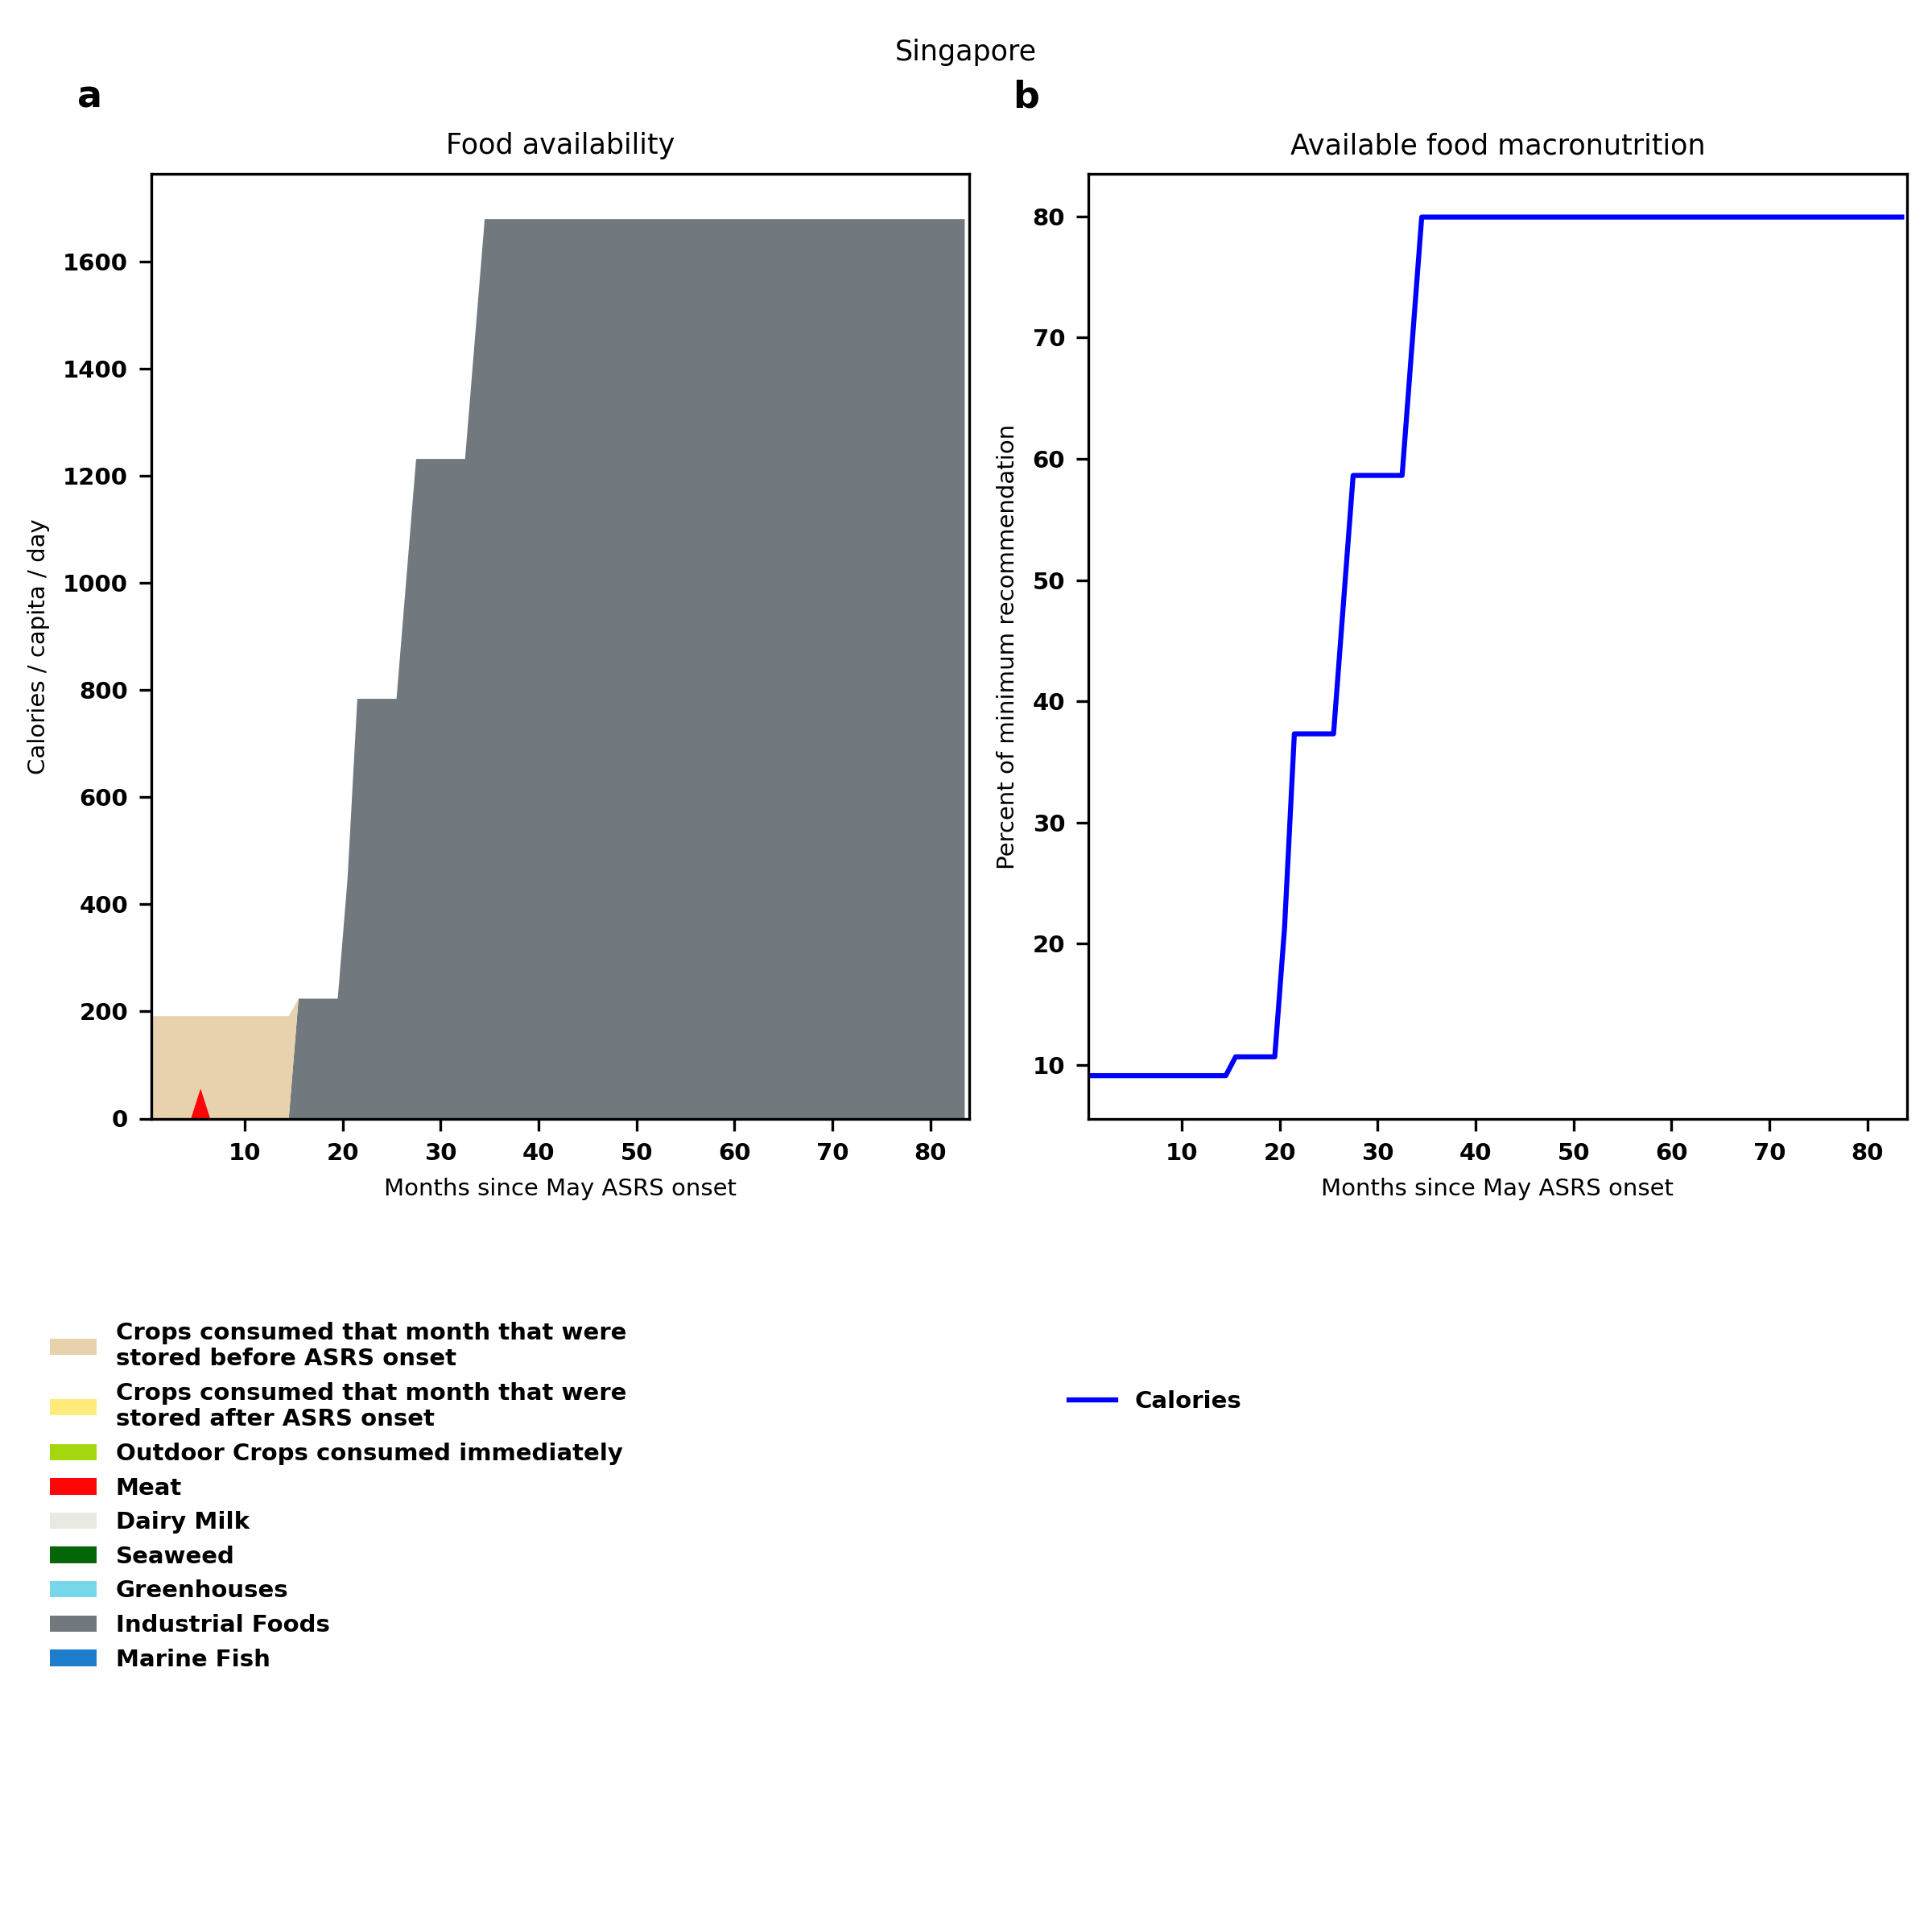 Singapore
a
Food availability
Calories / capita / day
1600
1400
1200
1000
800
600
400
200
0
10 20 30 40 50 60 70 80
Months since May ASRS onset
b
Available food macronutrition
Percent of minimum recommendation
80
70
60
50
40
30
20
10
10 20 30 40 50 60 70 80
Months since May ASRS onset
Crops consumed that month that were
stored before ASRS onset
Crops consumed that month that were
stored after ASRS onset
Outdoor Crops consumed immediately
Meat
Dairy Milk
Seaweed
Greenhouses
Industrial Foods
Marine Fish
Calories